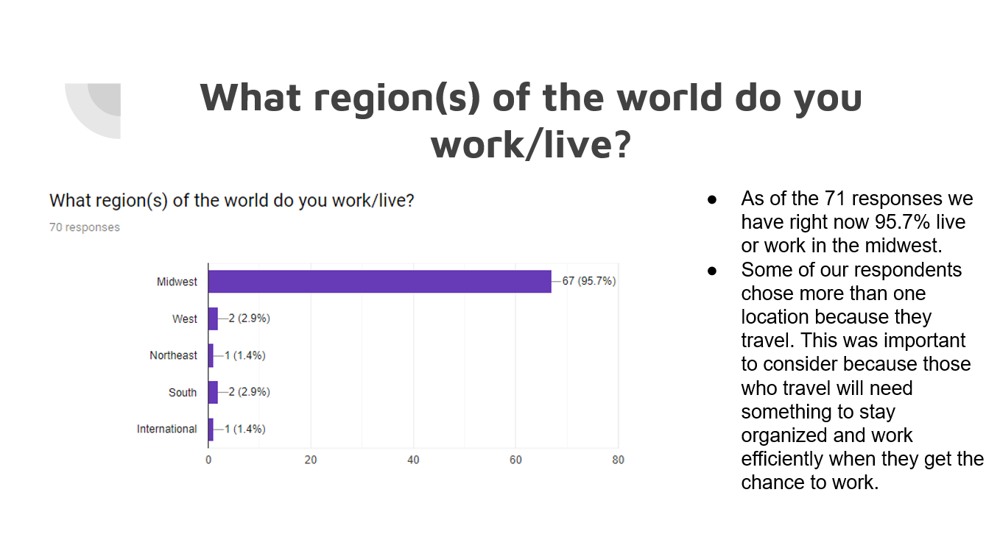 What region(s) of the world do you
work/live?
What region(s) of the world do you work/live?
70 responses
Midwest
67 (95.7%)
West
2 (2.9%)
Northeast
1 (1.4%)
South
2 (2.9%)
International
1 (1.4%)
0
20
40
60
80
● As of the 71 responses we
have right now 95.7% live
or work in the midwest.
● Some of our respondents
chose more than one
location because they
travel. This was important
to consider because those
who travel will need
something to stay
organized and work
efficiently when they get the
chance to work.